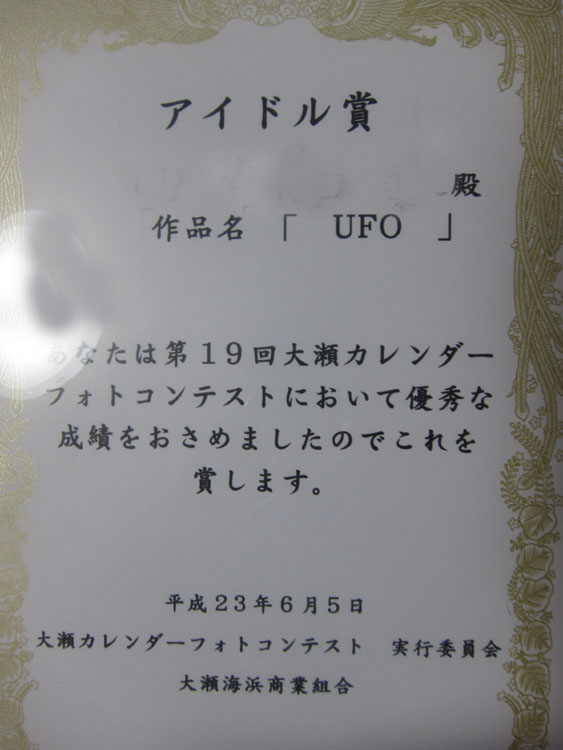 アイドル賞
殿
作品名「 UFO 」
あなたは第19回大瀬カレンダー
フォトコンテストにおいて優秀な
成績をおさめましたのでこれを
賞します。
平成23年6月5日
大瀬カレンダーフォトコンテスト 実行委員会
大瀬海浜商業組合